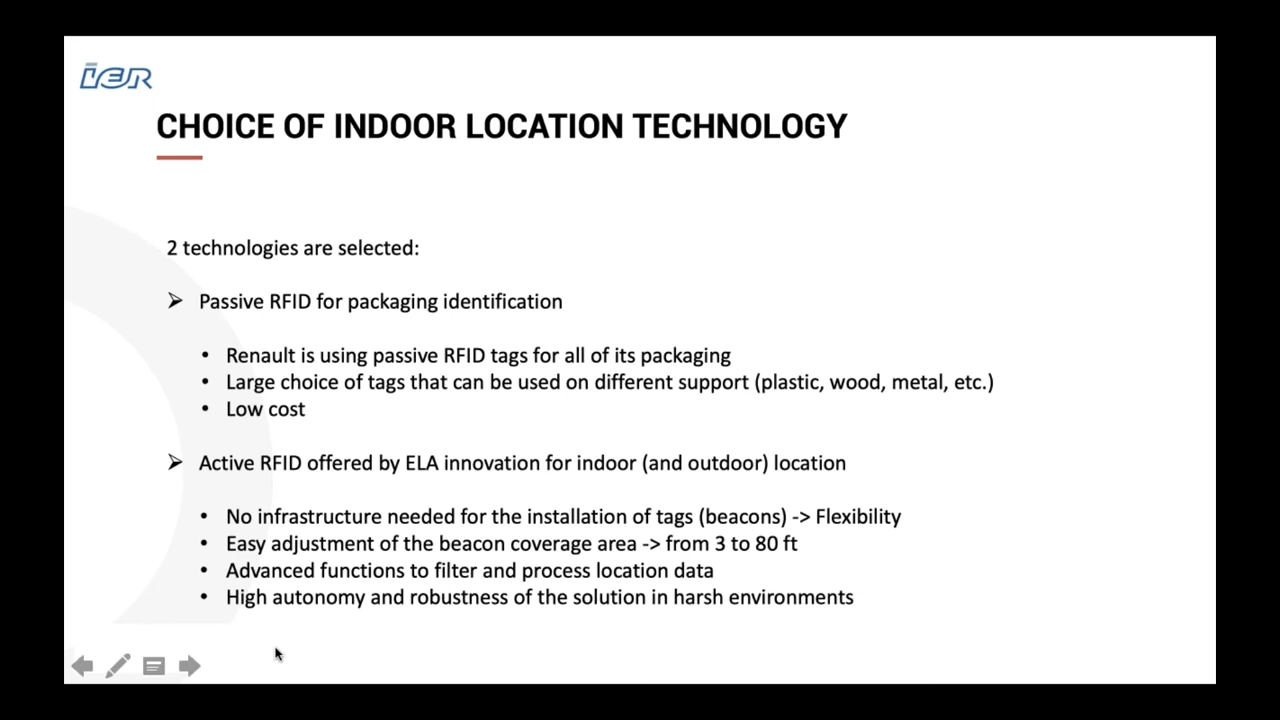 IER
CHOICE OF INDOOR LOCATION TECHNOLOGY
2 technologies are selected:
➢ Passive RFID for packaging identification
• Renault is using passive RFID tags for all of its packaging
• Large choice of tags that can be used on different support (plastic, wood, metal, etc.)
• Low cost
➢ Active RFID offered by ELA innovation for indoor (and outdoor) location
• No infrastructure needed for the installation of tags (beacons) -> Flexibility
• Easy adjustment of the beacon coverage area -> from 3 to 80 ft
• Advanced functions to filter and process location data
• High autonomy and robustness of the solution in harsh environments